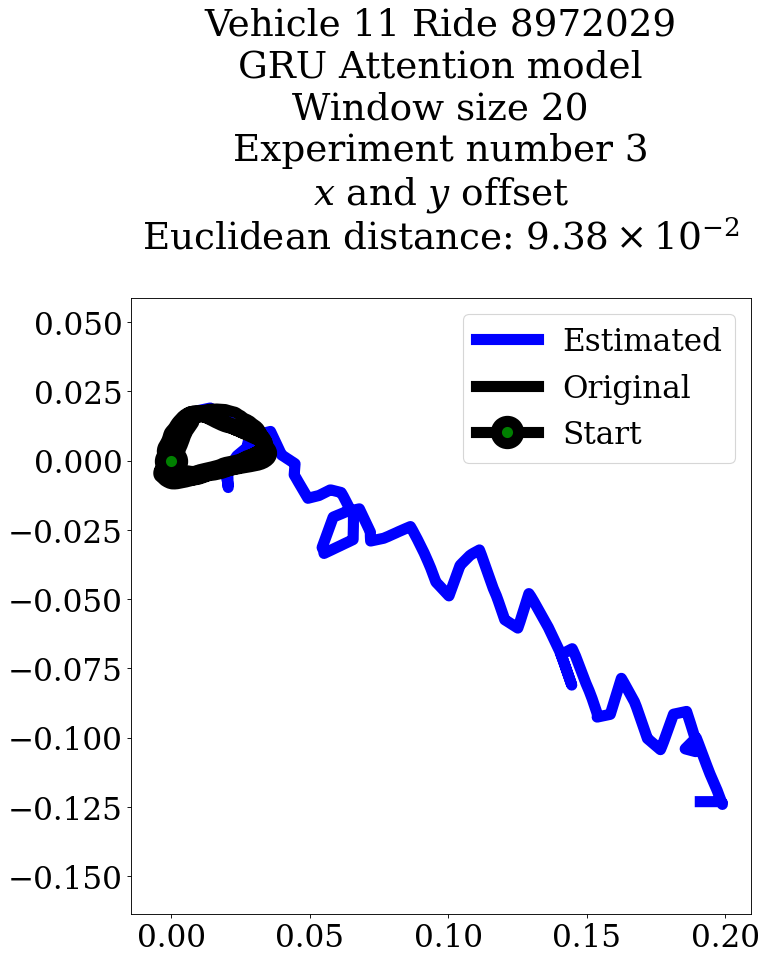 Vehicle 11 Ride 8972029
GRU Attention model
Window size 20
Experiment number 3
x and y offset
Euclidean distance: 9.38 × 10⁻²
Estimated
Original
Start
0.050
0.025
0.000
−0.025
−0.050
−0.075
−0.100
−0.125
−0.150
0.00 0.05 0.10 0.15 0.20